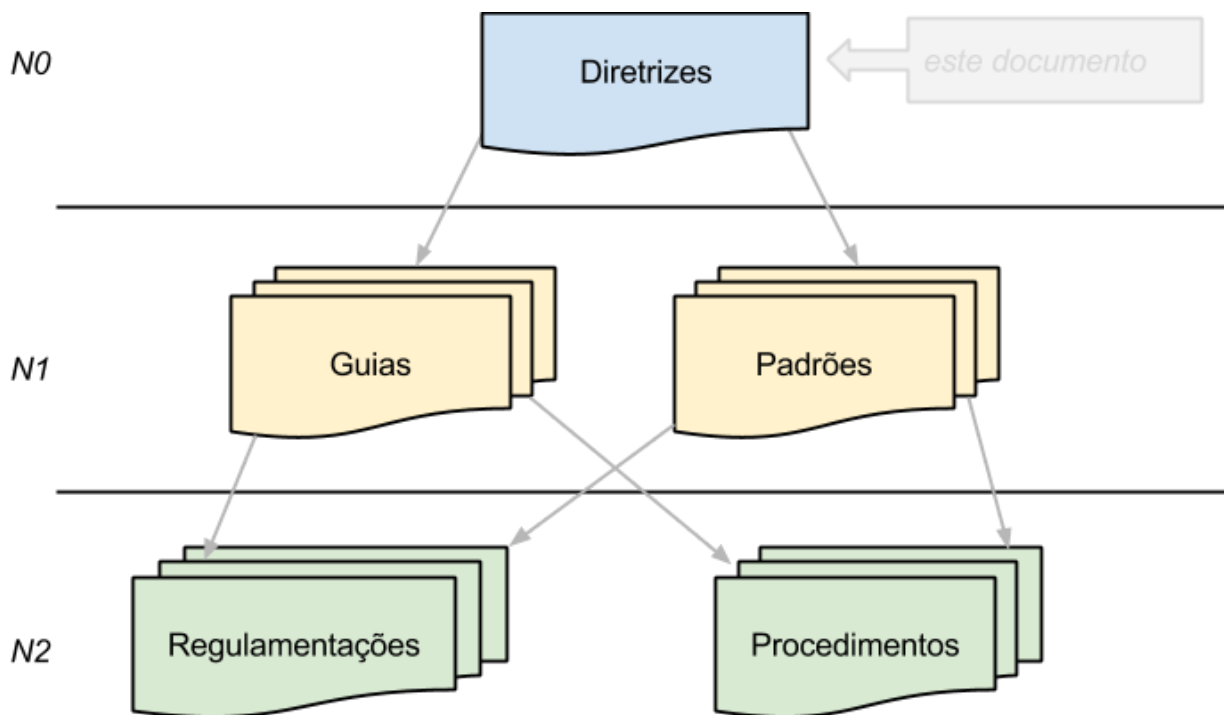 N0
Diretrizes
este documento
N1
Guias
Padrões
N2
Regulamentações
Procedimentos